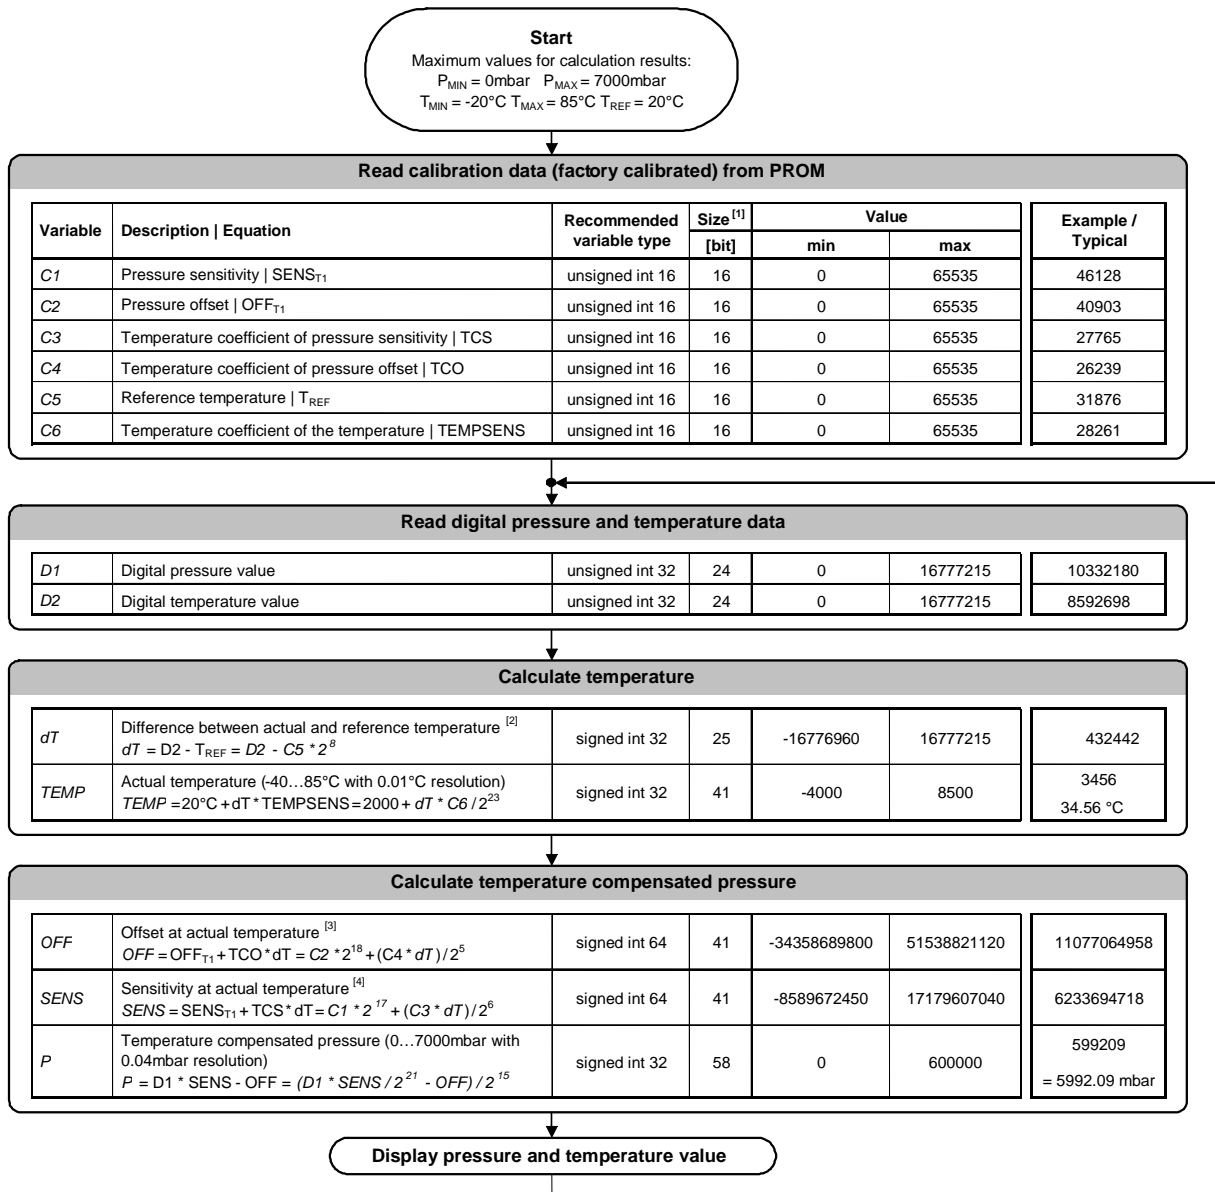 Start
Maximum values for calculation results:
PMIN = 0mbar PMAX = 7000mbar
TMIN = -20°C TMAX = 85°C TREF = 20°C
Read calibration data (factory calibrated) from PROM
Variable Description | Equation Recommended variable type Size [1] [bit] Value min max Example / Typical
C1 Pressure sensitivity | SENST1 unsigned int 16 16 0 65535 46128
C2 Pressure offset | OFFT1 unsigned int 16 16 0 65535 40903
C3 Temperature coefficient of pressure sensitivity | TCS unsigned int 16 16 0 65535 27765
C4 Temperature coefficient of pressure offset | TCO unsigned int 16 16 0 65535 26239
C5 Reference temperature | TREF unsigned int 16 16 0 65535 31876
C6 Temperature coefficient of the temperature | TEMPSENS unsigned int 16 16 0 65535 28261
Read digital pressure and temperature data
D1 Digital pressure value unsigned int 32 24 0 16777215 10332180
D2 Digital temperature value unsigned int 32 24 0 16777215 8592698
Calculate temperature
Difference between actual and reference temperature [2]
dT signed int 32 25 -16776960 16777215 432442
dT = D2 - TREF = D2 - C5 * 2^8
Actual temperature (-40…85°C with 0.01°C resolution) 3456
TEMP signed int 32 41 -4000 8500
TEMP = 20°C + dT * TEMPSENS = 2000 + dT * C6 / 2^23 34.56 °C
Calculate temperature compensated pressure
Offset at actual temperature [3]
OFF signed int 64 41 -34358689800 51538821120 11077064958
OFF = OFFT1 + TCO * dT = C2 * 2^18 + (C4 * dT) / 2^5
Sensitivity at actual temperature [4]
SENS signed int 64 41 -8589672450 17179607040 6233694718
SENS = SENST1 + TCS * dT = C1 * 2^17 + (C3 * dT) / 2^6
Temperature compensated pressure (0…7000mbar with 599209
P 0.04mbar resolution) signed int 32 58 0 600000
P = D1 * SENS - OFF = (D1 * SENS / 2^21 - OFF) / 2^15 = 5992.09 mbar
Display pressure and temperature value